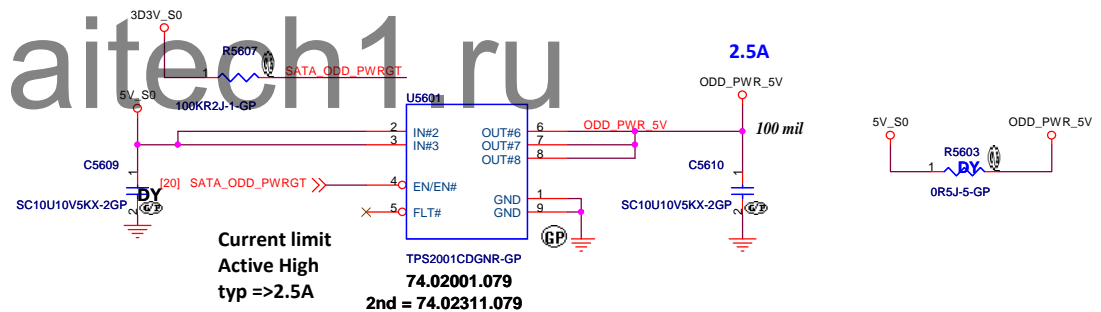 3D3V_S0
aitech1.ru
R5607
1 SATA_ODD_PWRGT
100KR2J-1-GP
2.5A
ODD_PWR_5V
5V_S0
U5601
2 IN#2 OUT#6 6 ODD_PWR_5V
3 IN#3 OUT#7 7
OUT#8 8
100 mil
5V_S0
ODD_PWR_5V
C5609
1
DY
2
SC10U10V5KX-2GP
[20] SATA_ODD_PWRGT
4 EN/EN#
5 FLT#
GND 1
GND 9
GP
C5610
1
2
SC10U10V5KX-2GP
R5603
1 DY
0R5J-5-GP
Current limit
Active High
typ =>2.5A
TPS2001CDGNR-GP
74.02001.079
2nd = 74.02311.079